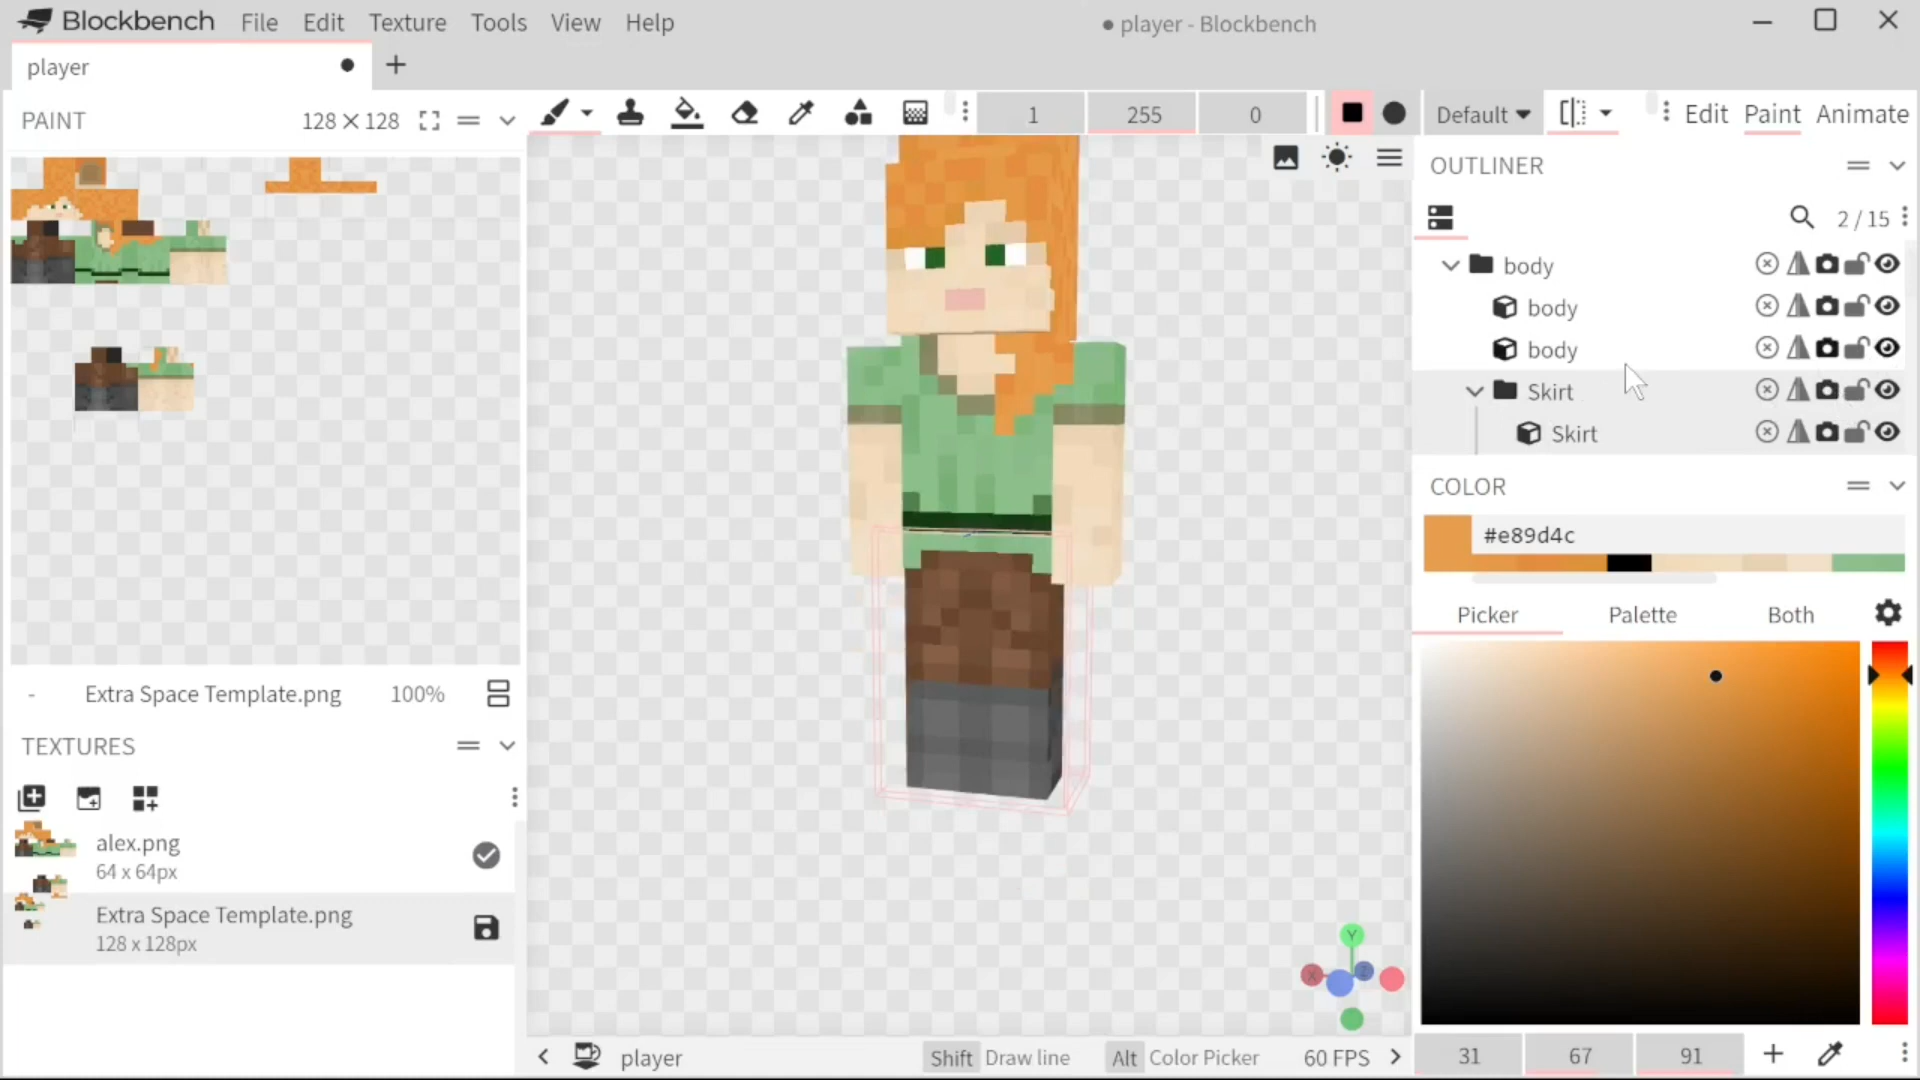 Blockbench File Edit Texture Tools View Help
player - Blockbench
player
PAINT 128 × 128
1 255 0
Default
Edit Paint Animate
OUTLINER
2 / 15
body
body
body
Skirt
Skirt
COLOR
#e89d4c
Picker Palette Both
- Extra Space Template.png 100%
TEXTURES
alex.png
64 x 64px
Extra Space Template.png
128 x 128px
Y
X
Z
player
Shift Draw line Alt Color Picker 60 FPS
31 67 91